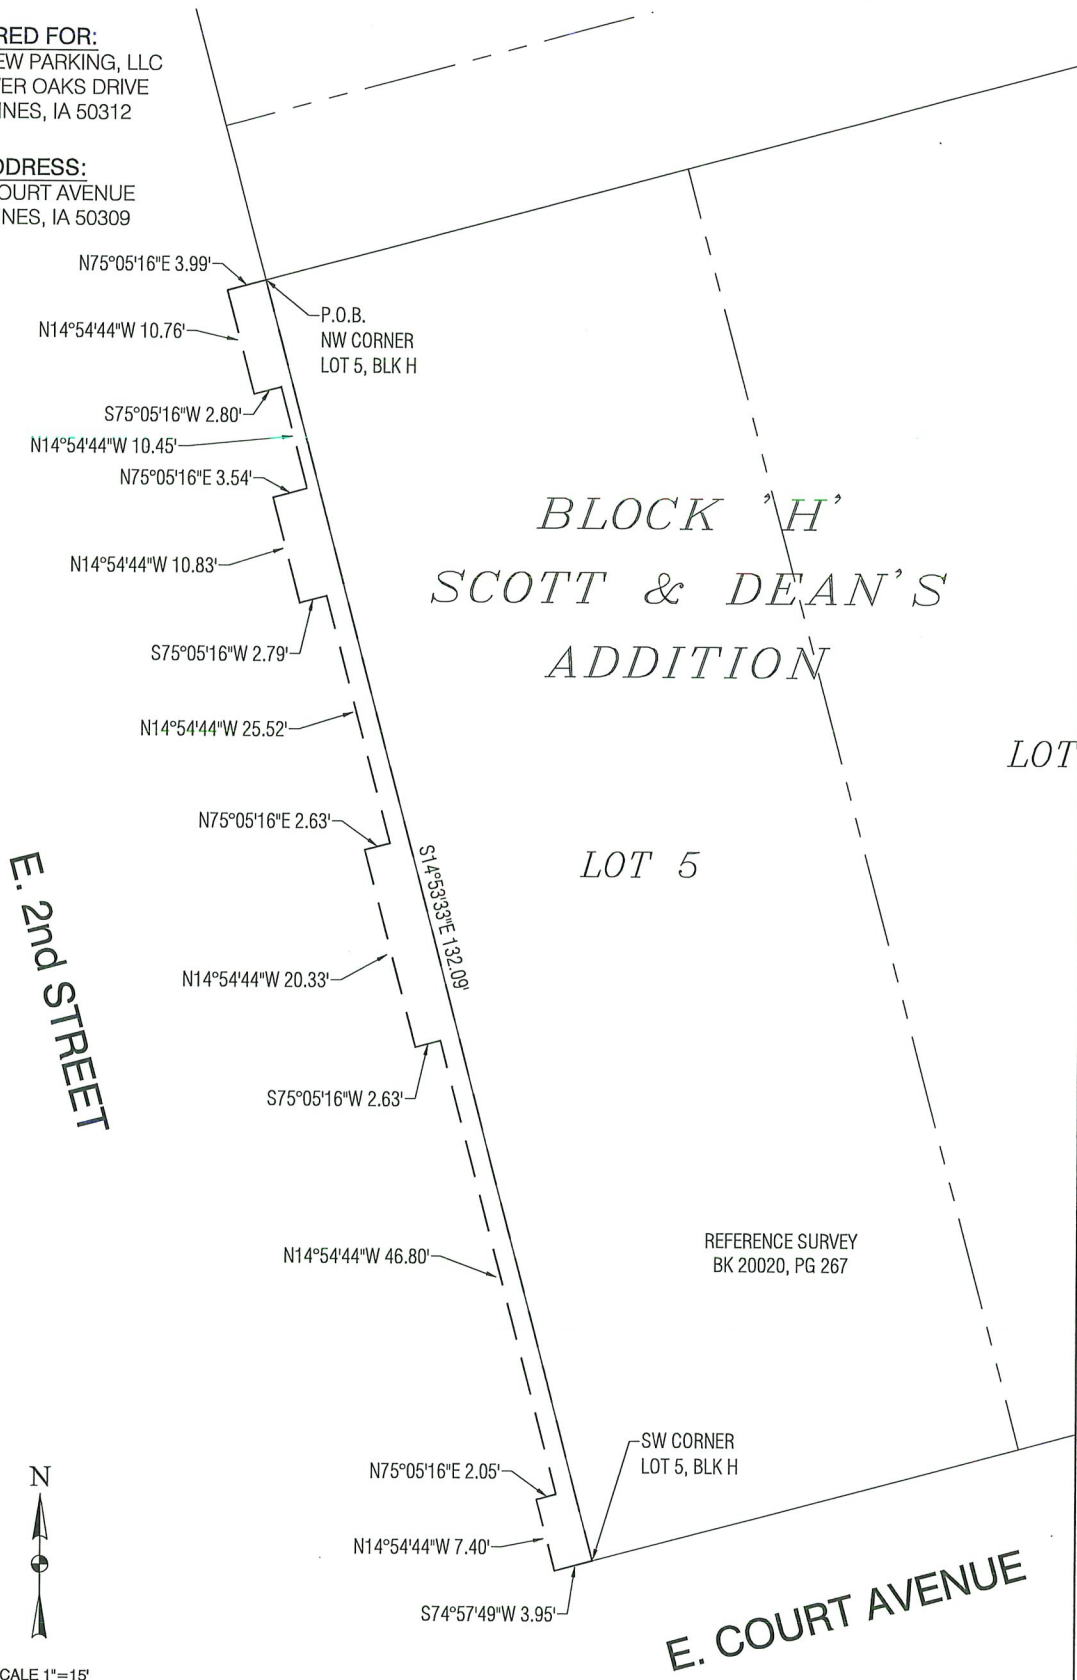 RED FOR:
EW PARKING, LLC
ER OAKS DRIVE
INES, IA 50312
DDRESS:
OURT AVENUE
INES, IA 50309
N75°05'16"E 3.99'
P.O.B.
NW CORNER
LOT 5, BLK H
N14°54'44"W 10.76'
S75°05'16"W 2.80'
N14°54'44"W 10.45'
N75°05'16"E 3.54'
BLOCK 'H'
SCOTT & DEAN'S
ADDITION
N14°54'44"W 10.83'
S75°05'16"W 2.79'
N14°54'44"W 25.52'
LOT
N75°05'16"E 2.63'
LOT 5
S14°53'33"E 132.09'
E. 2nd STREET
N14°54'44"W 20.33'
S75°05'16"W 2.63'
N14°54'44"W 46.80'
REFERENCE SURVEY
BK 20020, PG 267
SW CORNER
LOT 5, BLK H
N75°05'16"E 2.05'
N
N14°54'44"W 7.40'
S74°57'49"W 3.95'
E. COURT AVENUE
CALE 1"=15'